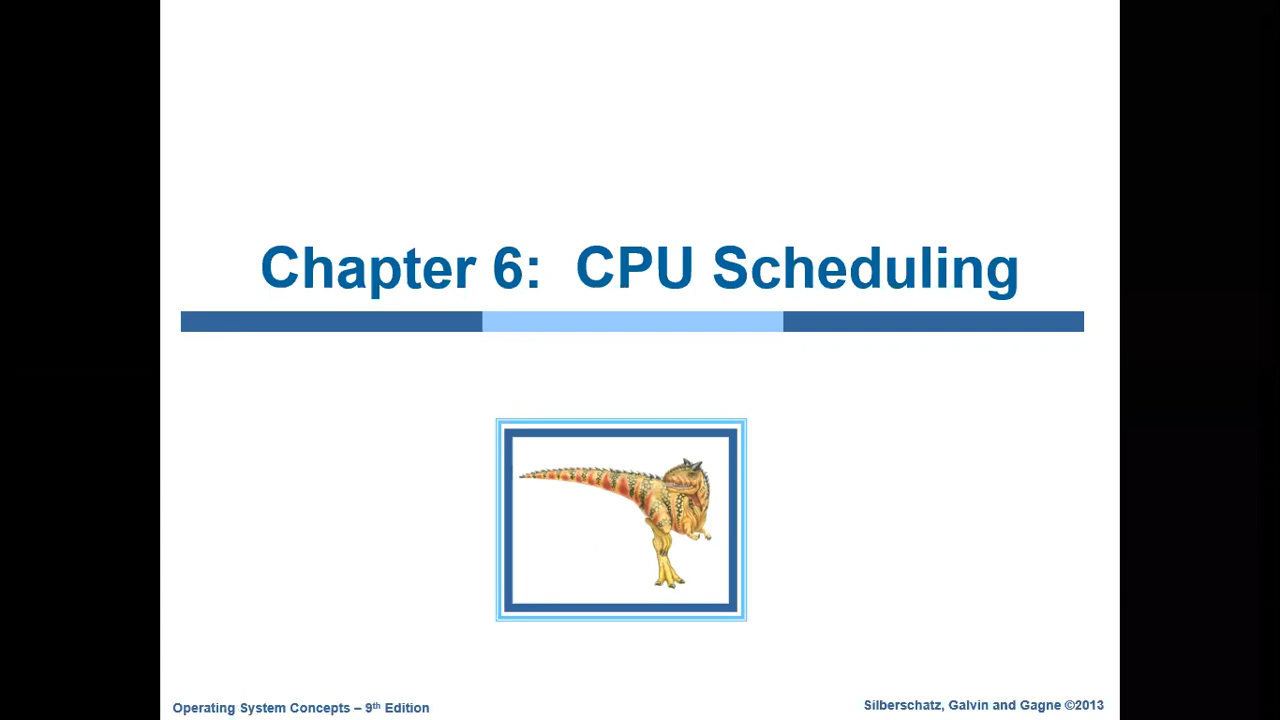 Chapter 6: CPU Scheduling
Operating System Concepts – 9th Edition
Silberschatz, Galvin and Gagne ©2013